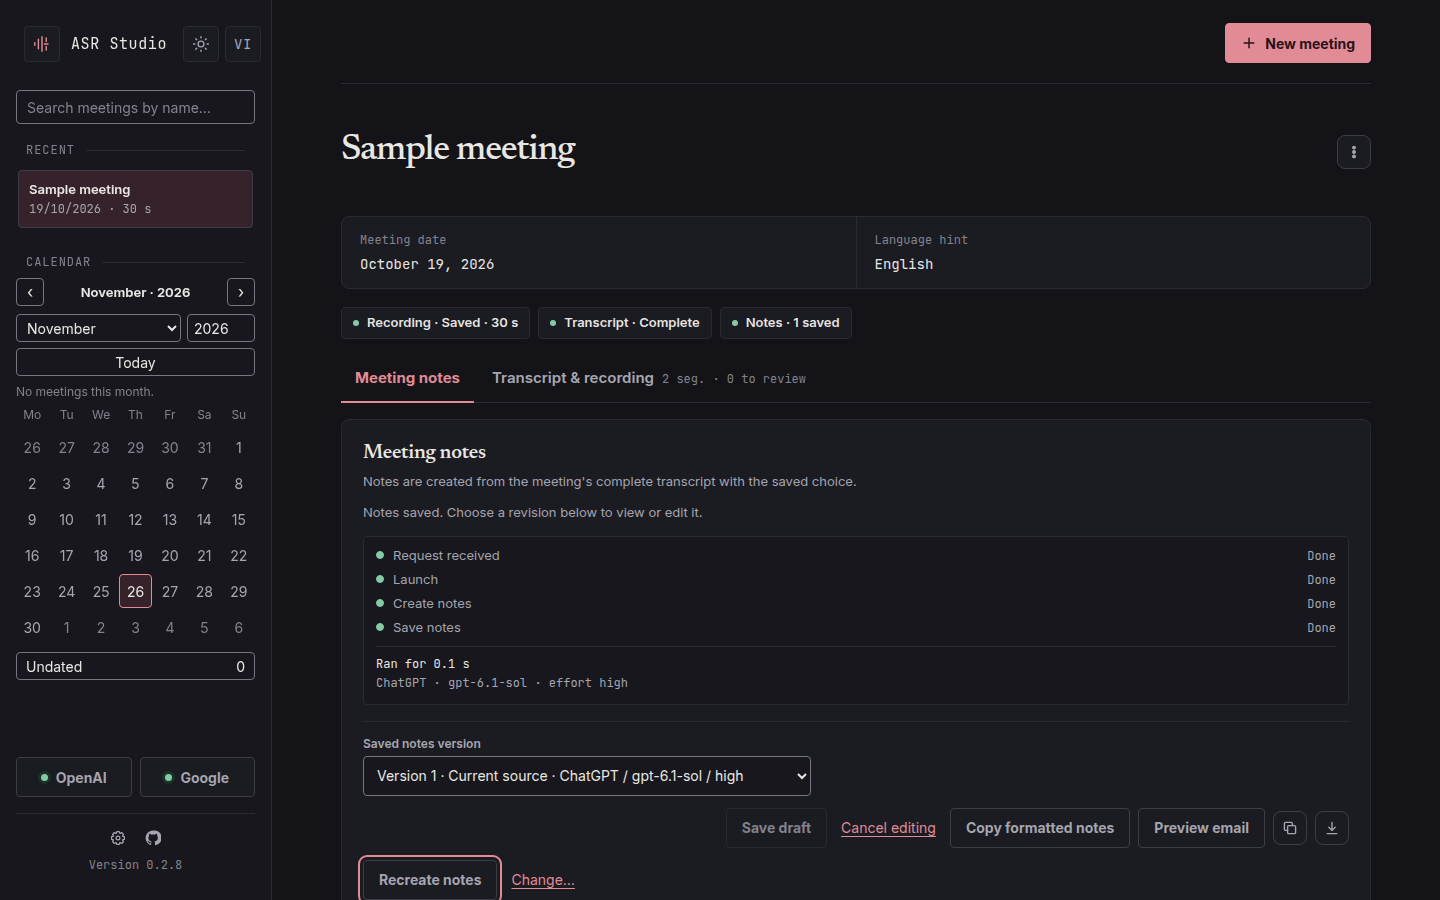 ASR Studio
VI
Search meetings by name...
RECENT
Sample meeting
19/10/2026 · 30 s
CALENDAR
‹ November · 2026 ›
November 2026
Today
No meetings this month.
Mo Tu We Th Fr Sa Su
26 27 28 29 30 31 1
2 3 4 5 6 7 8
9 10 11 12 13 14 15
16 17 18 19 20 21 22
23 24 25 26 27 28 29
30 1 2 3 4 5 6
Undated 0
OpenAI Google
Version 0.2.8
+ New meeting
Sample meeting
Meeting date
October 19, 2026
Language hint
English
Recording · Saved · 30 s
Transcript · Complete
Notes · 1 saved
Meeting notes
Transcript & recording 2 seg. · 0 to review
Meeting notes
Notes are created from the meeting's complete transcript with the saved choice.
Notes saved. Choose a revision below to view or edit it.
Request received Done
Launch Done
Create notes Done
Save notes Done
Ran for 0.1 s
ChatGPT · gpt-6.1-sol · effort high
Saved notes version
Version 1 · Current source · ChatGPT / gpt-6.1-sol / high
Save draft Cancel editing Copy formatted notes Preview email
Recreate notes Change...